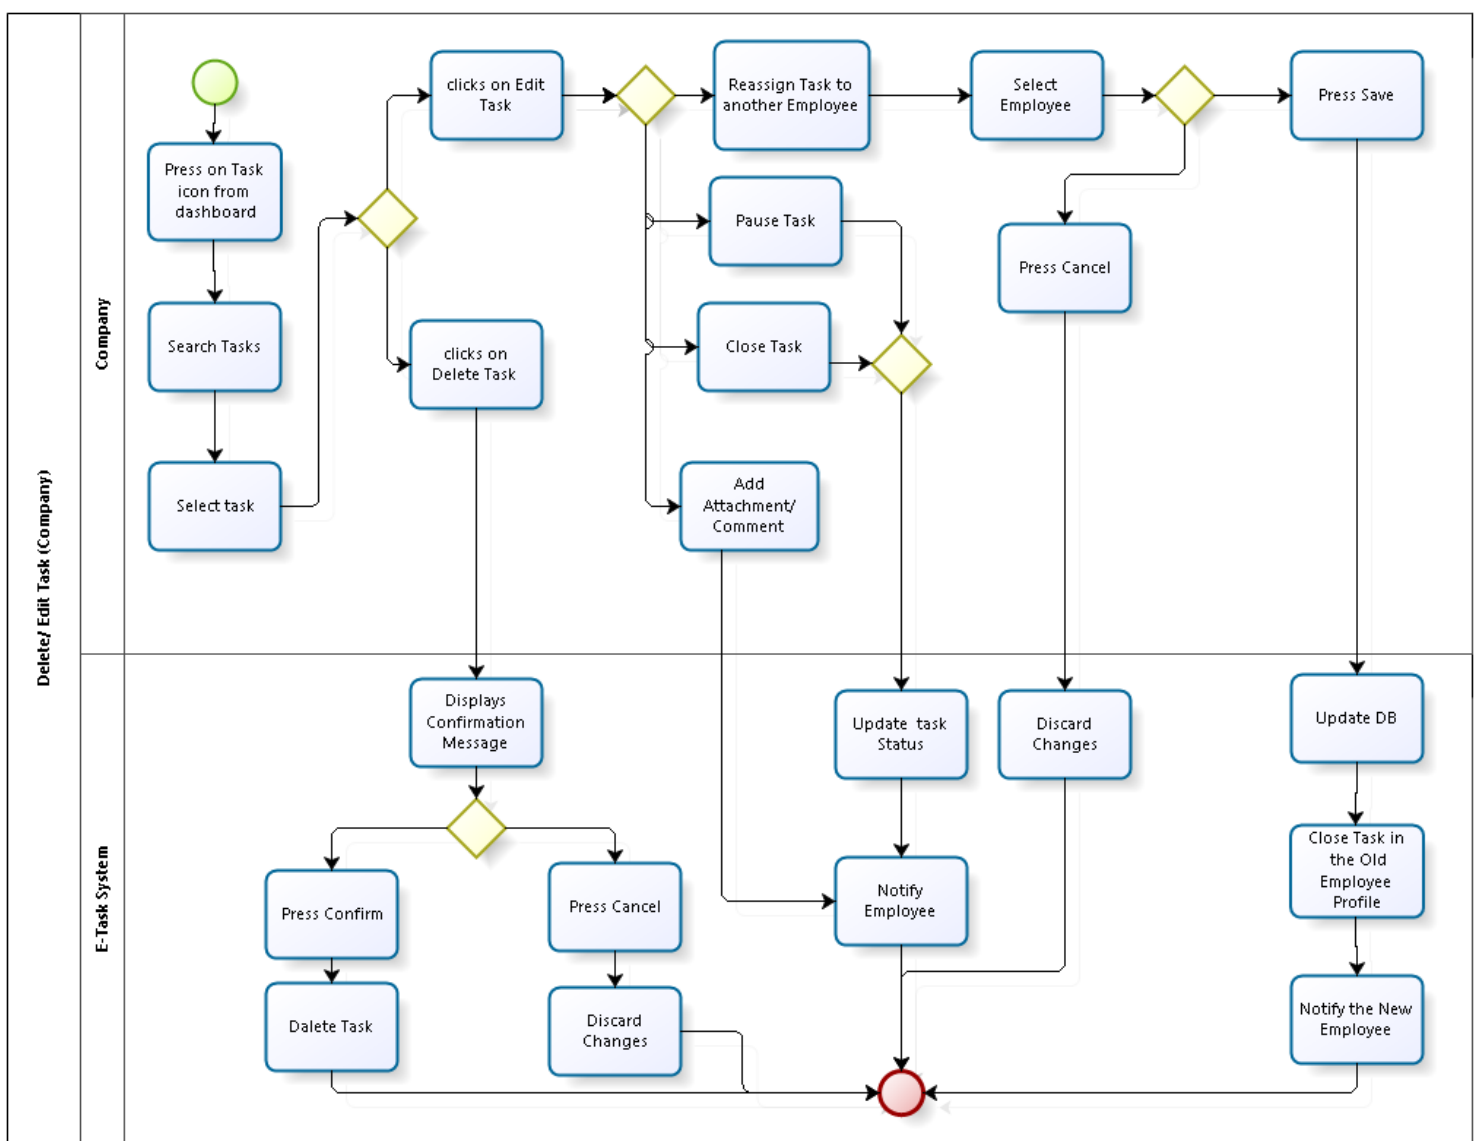 Delete/ Edit Task (Company)
Company
clicks on Edit
Task
Reassign Task to
another Employee
Select
Employee
Press Save
Press on Task
icon from
dashboard
Pause Task
Press Cancel
Search Tasks
clicks on
Delete Task
Close Task
Select task
Add
Attachment/
Comment
E-Task System
Displays
Confirmation
Message
Update task
Status
Discard
Changes
Update DB
Press Confirm
Press Cancel
Notify
Employee
Close Task in
the Old
Employee
Profile
Dalete Task
Discard
Changes
Notify the New
Employee